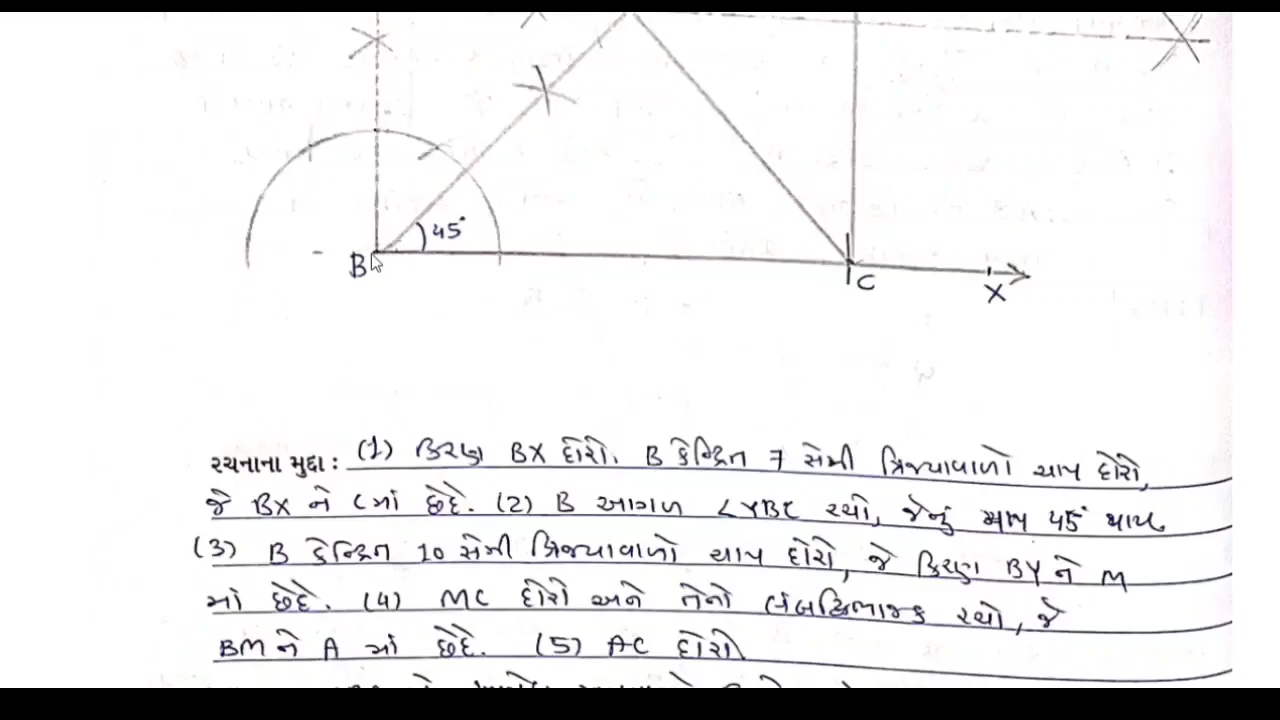 45°
B
C
X
રચનાના મુદ્દા : (1) કિરણ BX દોરો. B કેન્દ્રિત 7 સેમી ત્રિજ્યાવાળો ચાપ દોરો,
જે BX ને C માં છેદે. (2) B આગળ ∠YBC રચો, જેનું માપ 45° થાય.
(3) B કેન્દ્રિત 10 સેમી ત્રિજ્યાવાળો ચાપ દોરો, જે કિરણ BY ને M
માં છેદે. (4) MC દોરો અને તેનો લંબદ્વિભાજક રચો, જે
BM ને A માં છેદે. (5) AC દોરો